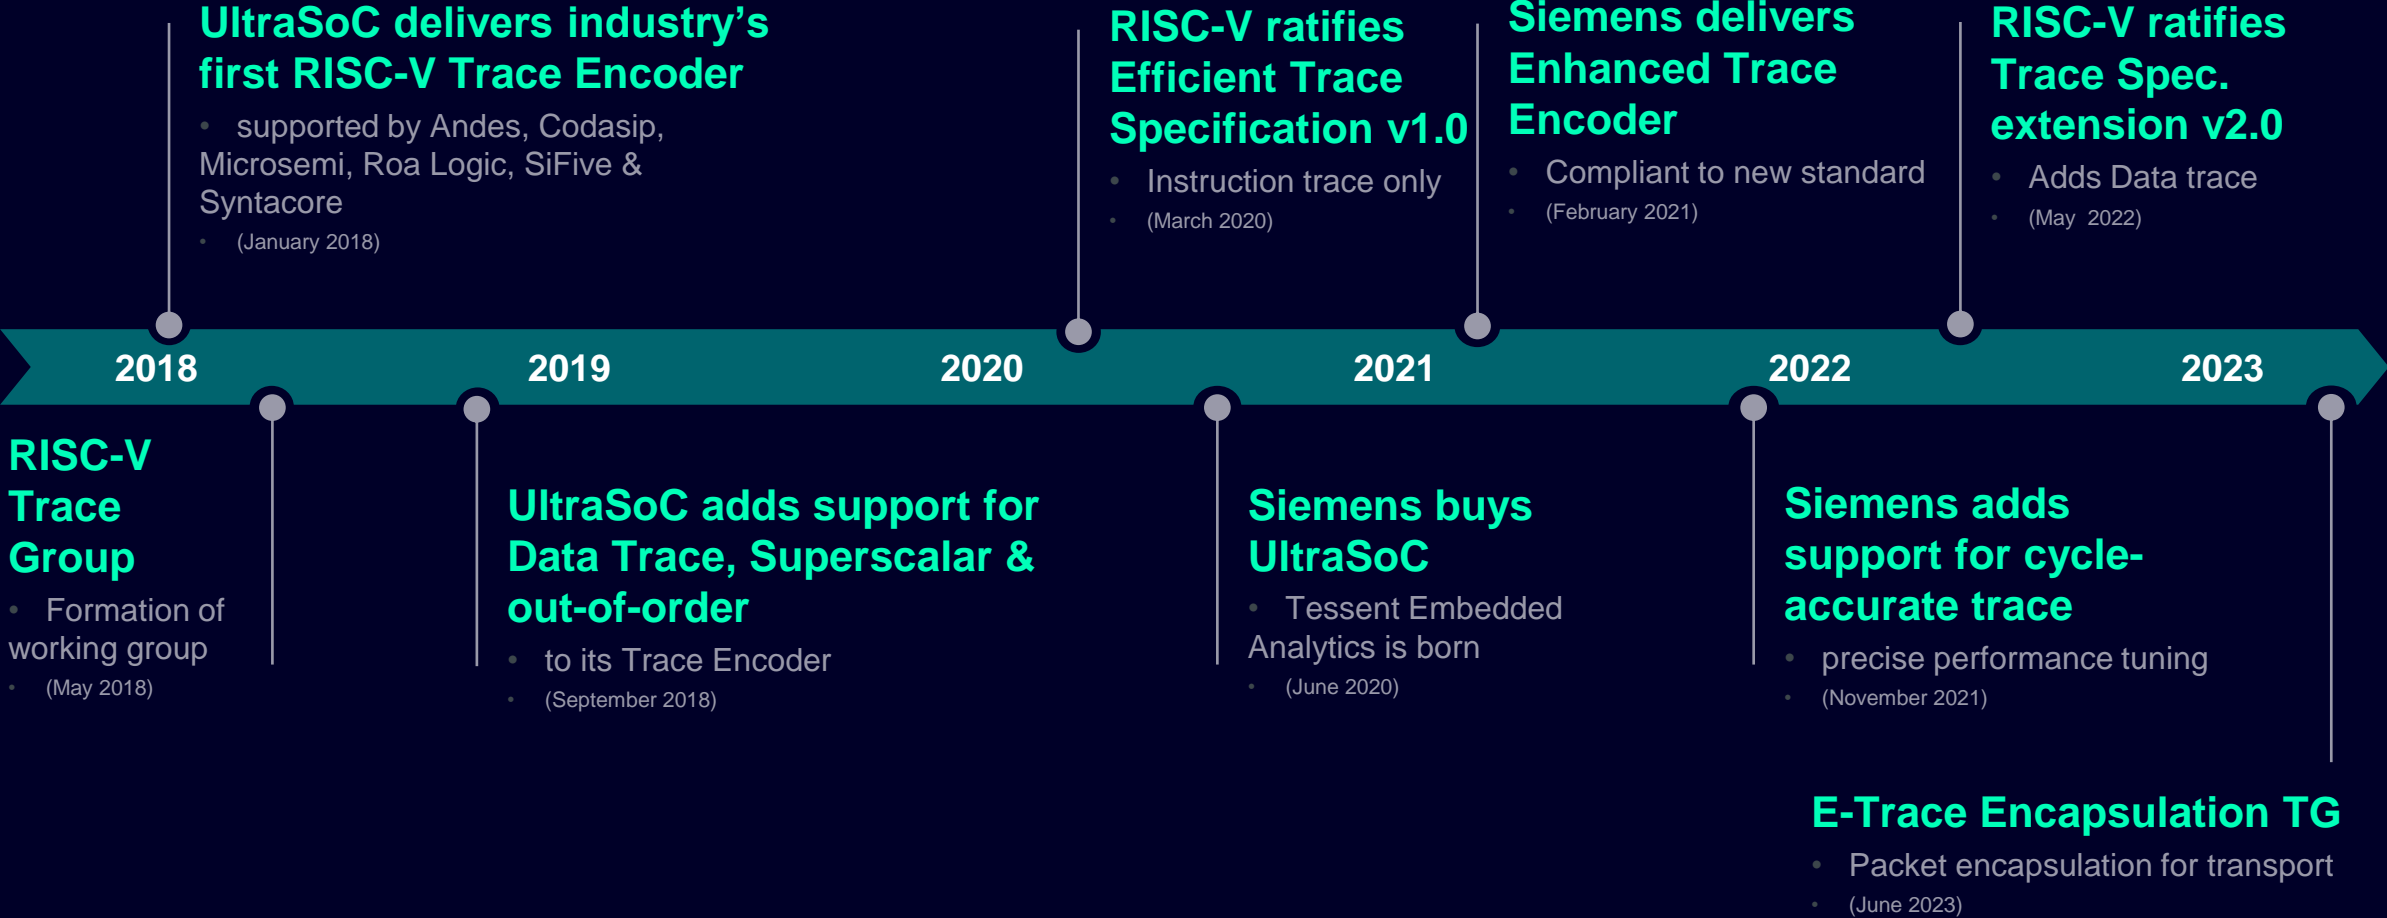 UltraSoC delivers industry’s
first RISC-V Trace Encoder
• supported by Andes, Codasip,
Microsemi, Roa Logic, SiFive &
Syntacore
• (January 2018)
RISC-V ratifies
Efficient Trace
Specification v1.0
• Instruction trace only
• (March 2020)
Siemens delivers
Enhanced Trace
Encoder
• Compliant to new standard
• (February 2021)
RISC-V ratifies
Trace Spec.
extension v2.0
• Adds Data trace
• (May 2022)
2018 2019 2020 2021 2022 2023
RISC-V
Trace
Group
• Formation of
working group
• (May 2018)
UltraSoC adds support for
Data Trace, Superscalar &
out-of-order
• to its Trace Encoder
• (September 2018)
Siemens buys
UltraSoC
• Tessent Embedded
Analytics is born
• (June 2020)
Siemens adds
support for cycle-
accurate trace
• precise performance tuning
• (November 2021)
E-Trace Encapsulation TG
• Packet encapsulation for transport
• (June 2023)